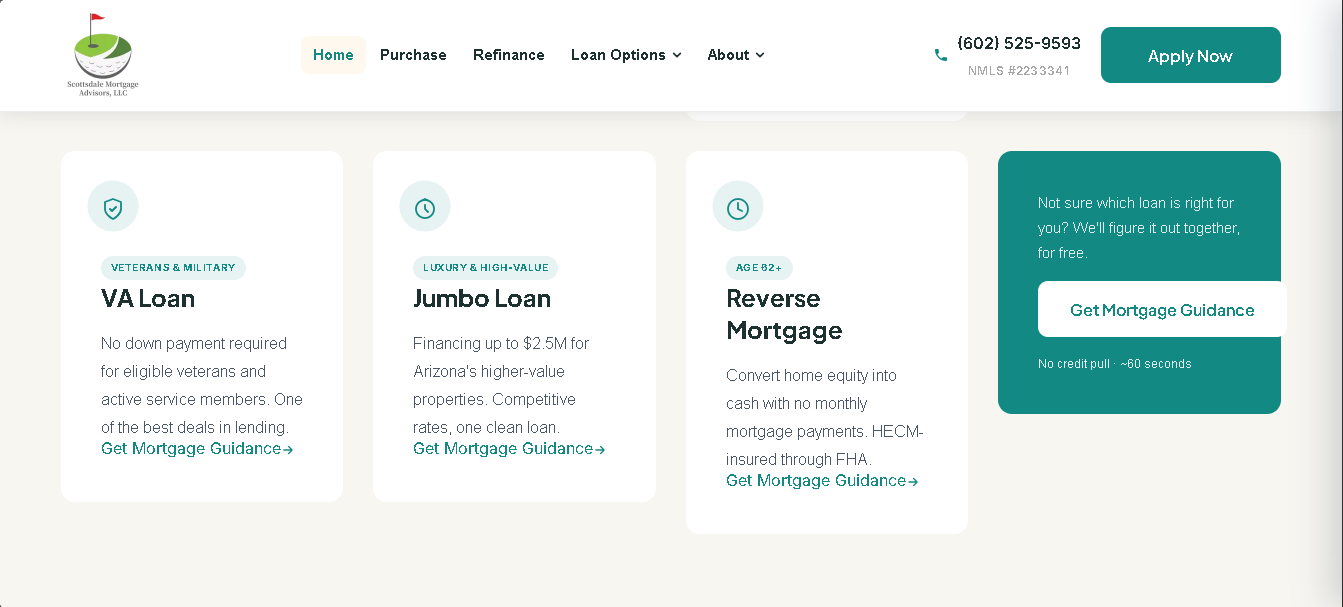 Scottsdale Mortgage
Advisors, LLC
Home
Purchase
Refinance
Loan Options
About
(602) 525-9593
NMLS #2233341
Apply Now
VETERANS & MILITARY
VA Loan
No down payment required
for eligible veterans and
active service members. One
of the best deals in lending.
Get Mortgage Guidance→
LUXURY & HIGH-VALUE
Jumbo Loan
Financing up to $2.5M for
Arizona's higher-value
properties. Competitive
rates, one clean loan.
Get Mortgage Guidance→
AGE 62+
Reverse
Mortgage
Convert home equity into
cash with no monthly
mortgage payments. HECM-
insured through FHA.
Get Mortgage Guidance→
Not sure which loan is right for
you? We'll figure it out together,
for free.
Get Mortgage Guidance
No credit pull · ~60 seconds